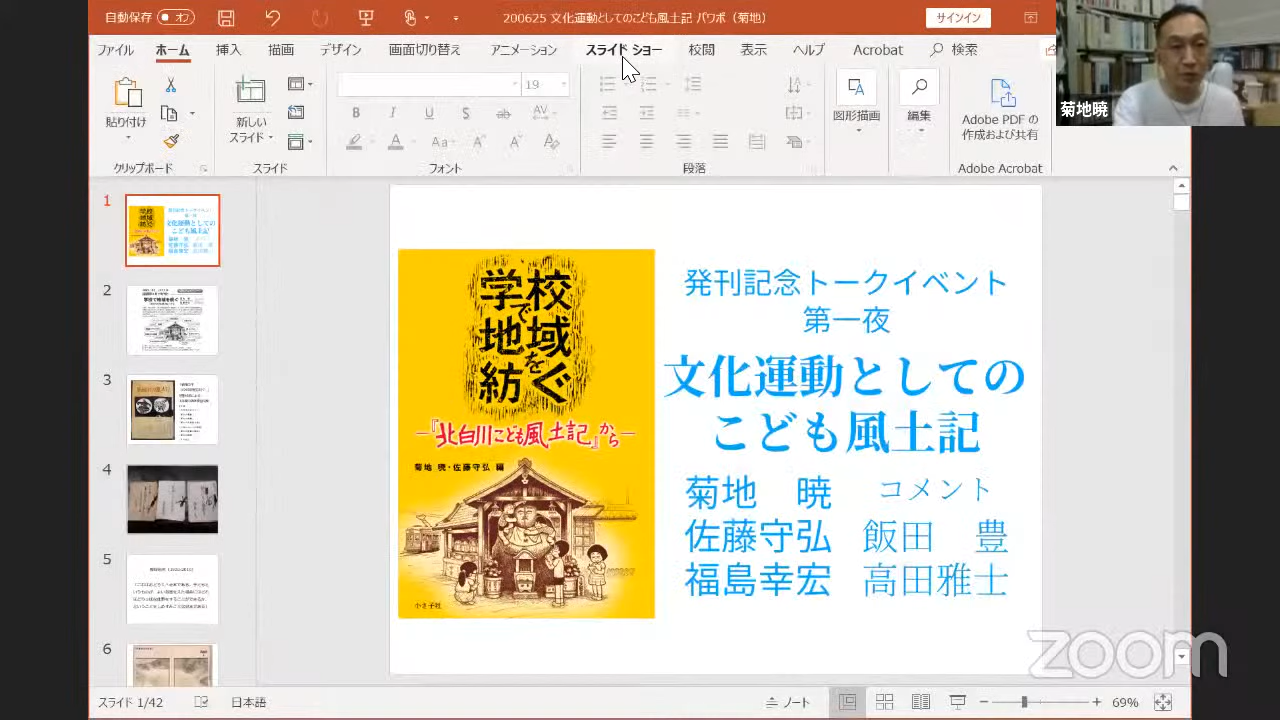 自動保存 オフ
200625 文化運動としてのこども風土記 パワポ（菊地）
サインイン
ファイル ホーム 挿入 描画 デザイン 画面切り替え アニメーション スライド ショー 校閲 表示 ヘルプ Acrobat 検索
貼り付け
新しい
スライド
19
図形描画
編集
Adobe PDF の
作成および共有
クリップボード スライド フォント 段落 Adobe Acrobat
菊地暁
1
2
3
4
5
6
学校で
地域を
紡ぐ
―『北白川こども風土記』から―
菊地 暁・佐藤守弘 編
小さ子社
発刊記念トークイベント
第一夜
文化運動としての
こども風土記
菊地 暁 コメント
佐藤守弘 飯田 豊
福島幸宏 高田雅士
zoom
スライド 1/42 日本語 ノート 69%